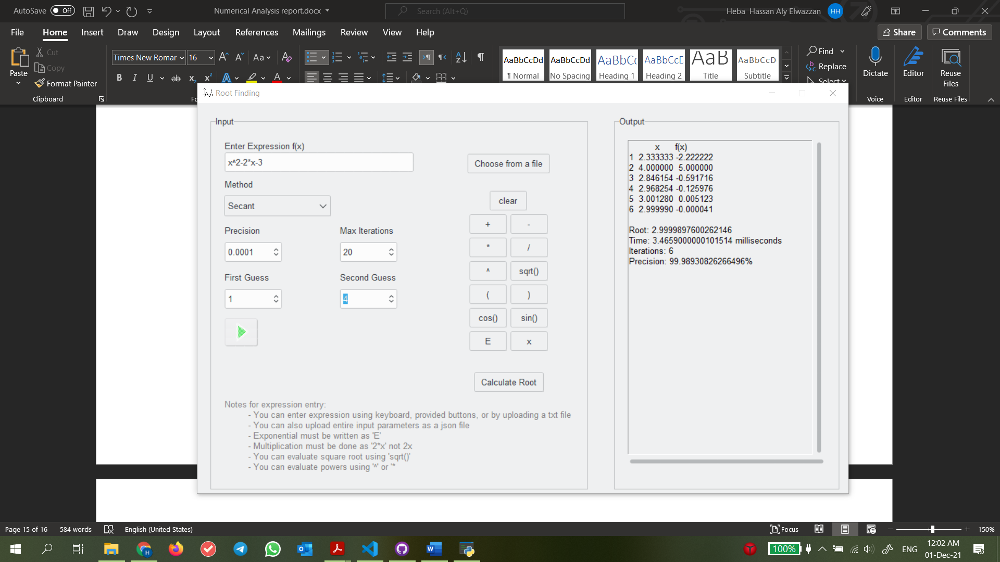 AutoSave Off Numerical Analysis report.docx Search (Alt+Q) Heba Hassan Aly Elwazzan HH
File Home Insert Draw Design Layout References Mailings Review View Help Share Comments
Paste
Cut
Copy
Format Painter
Clipboard
Times New Roman 16
AaBbCcDd AaBbCcDd AaBbCc AaBbCcD AaB AaBbCcD
¶ Normal No Spacing Heading 1 Heading 2 Title Subtitle
Find
Replace
Select
Dictate
Voice
Editor
Editor
Reuse
Files
Reuse Files
Root Finding
Input
Enter Expression f(x)
x^2-2*x-3
Choose from a file
Method
Secant
clear
+ -
* /
^ sqrt()
( )
cos() sin()
E x
Precision Max Iterations
0.0001 20
First Guess Second Guess
1 4
Calculate Root
Notes for expression entry:
- You can enter expression using keyboard, provided buttons, or by uploading a txt file
- You can also upload entire input parameters as a json file
- Exponential must be written as 'E'
- Multiplication must be done as '2*x' not 2x
- You can evaluate square root using 'sqrt()'
- You can evaluate powers using '^' or '*
Output
x f(x)
1 2.333333 -2.222222
2 4.000000 5.000000
3 2.846154 -0.591716
4 2.968254 -0.125976
5 3.001280 0.005123
6 2.999990 -0.000041
Root: 2.9999897600262146
Time: 3.4659000000101514 milliseconds
Iterations: 6
Precision: 99.98930826266496%
Page 15 of 16 584 words English (United States) Focus 150%
100% ENG 12:02 AM
01-Dec-21